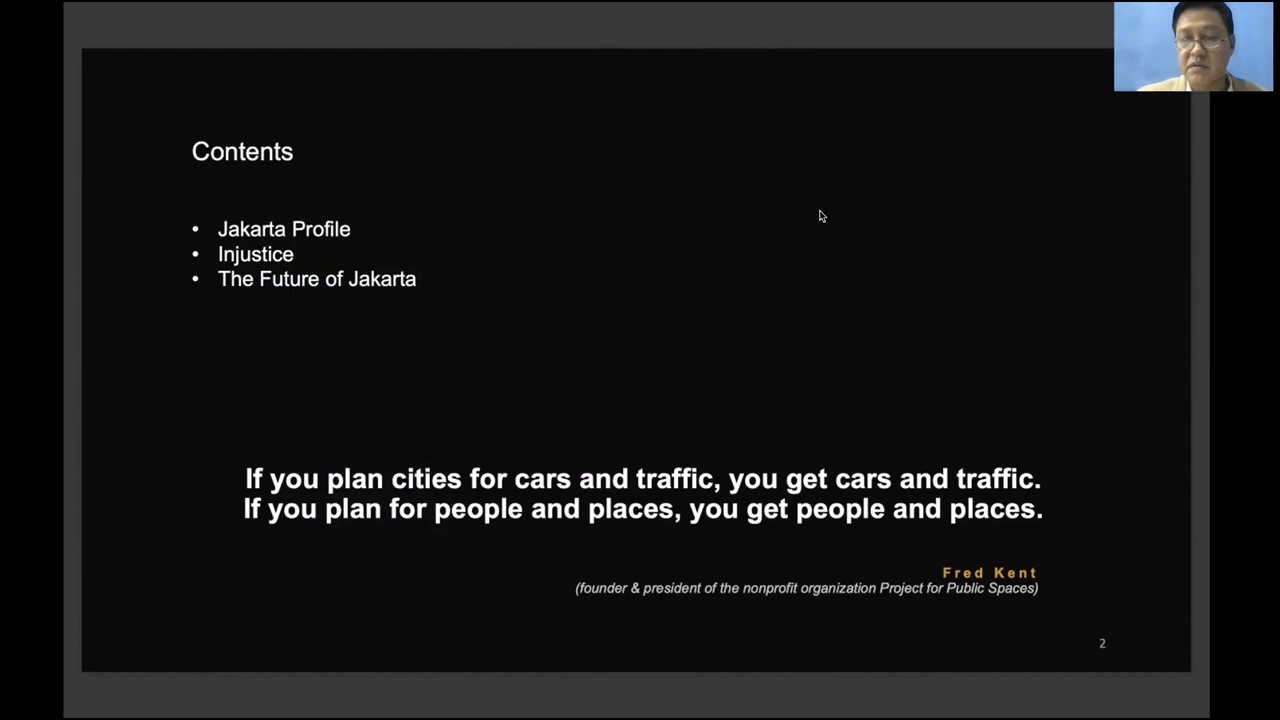 Contents
• Jakarta Profile
• Injustice
• The Future of Jakarta
If you plan cities for cars and traffic, you get cars and traffic.
If you plan for people and places, you get people and places.
Fred Kent
(founder & president of the nonprofit organization Project for Public Spaces)
2